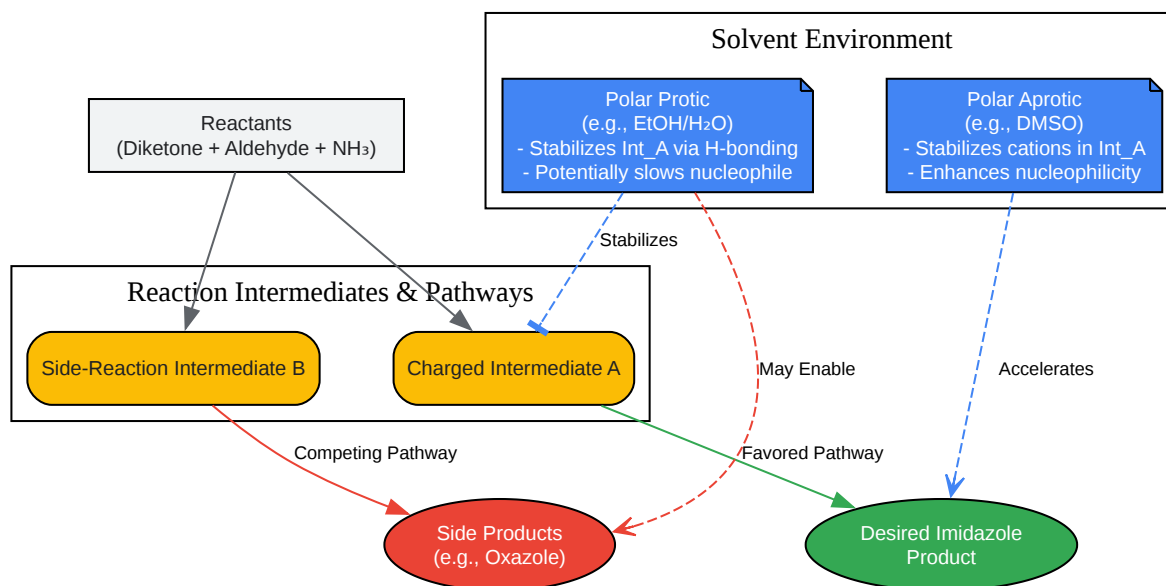 Solvent Environment
Polar Protic
(e.g., EtOH/H₂O)
- Stabilizes Int_A via H-bonding
- Potentially slows nucleophile
Polar Aprotic
(e.g., DMSO)
- Stabilizes cations in Int_A
- Enhances nucleophilicity
Reactants
(Diketone + Aldehyde + NH₃)
Stabilizes
Reaction Intermediates & Pathways
Side-Reaction Intermediate B
Charged Intermediate A
May Enable
Accelerates
Competing Pathway
Favored Pathway
Side Products
(e.g., Oxazole)
Desired Imidazole
Product